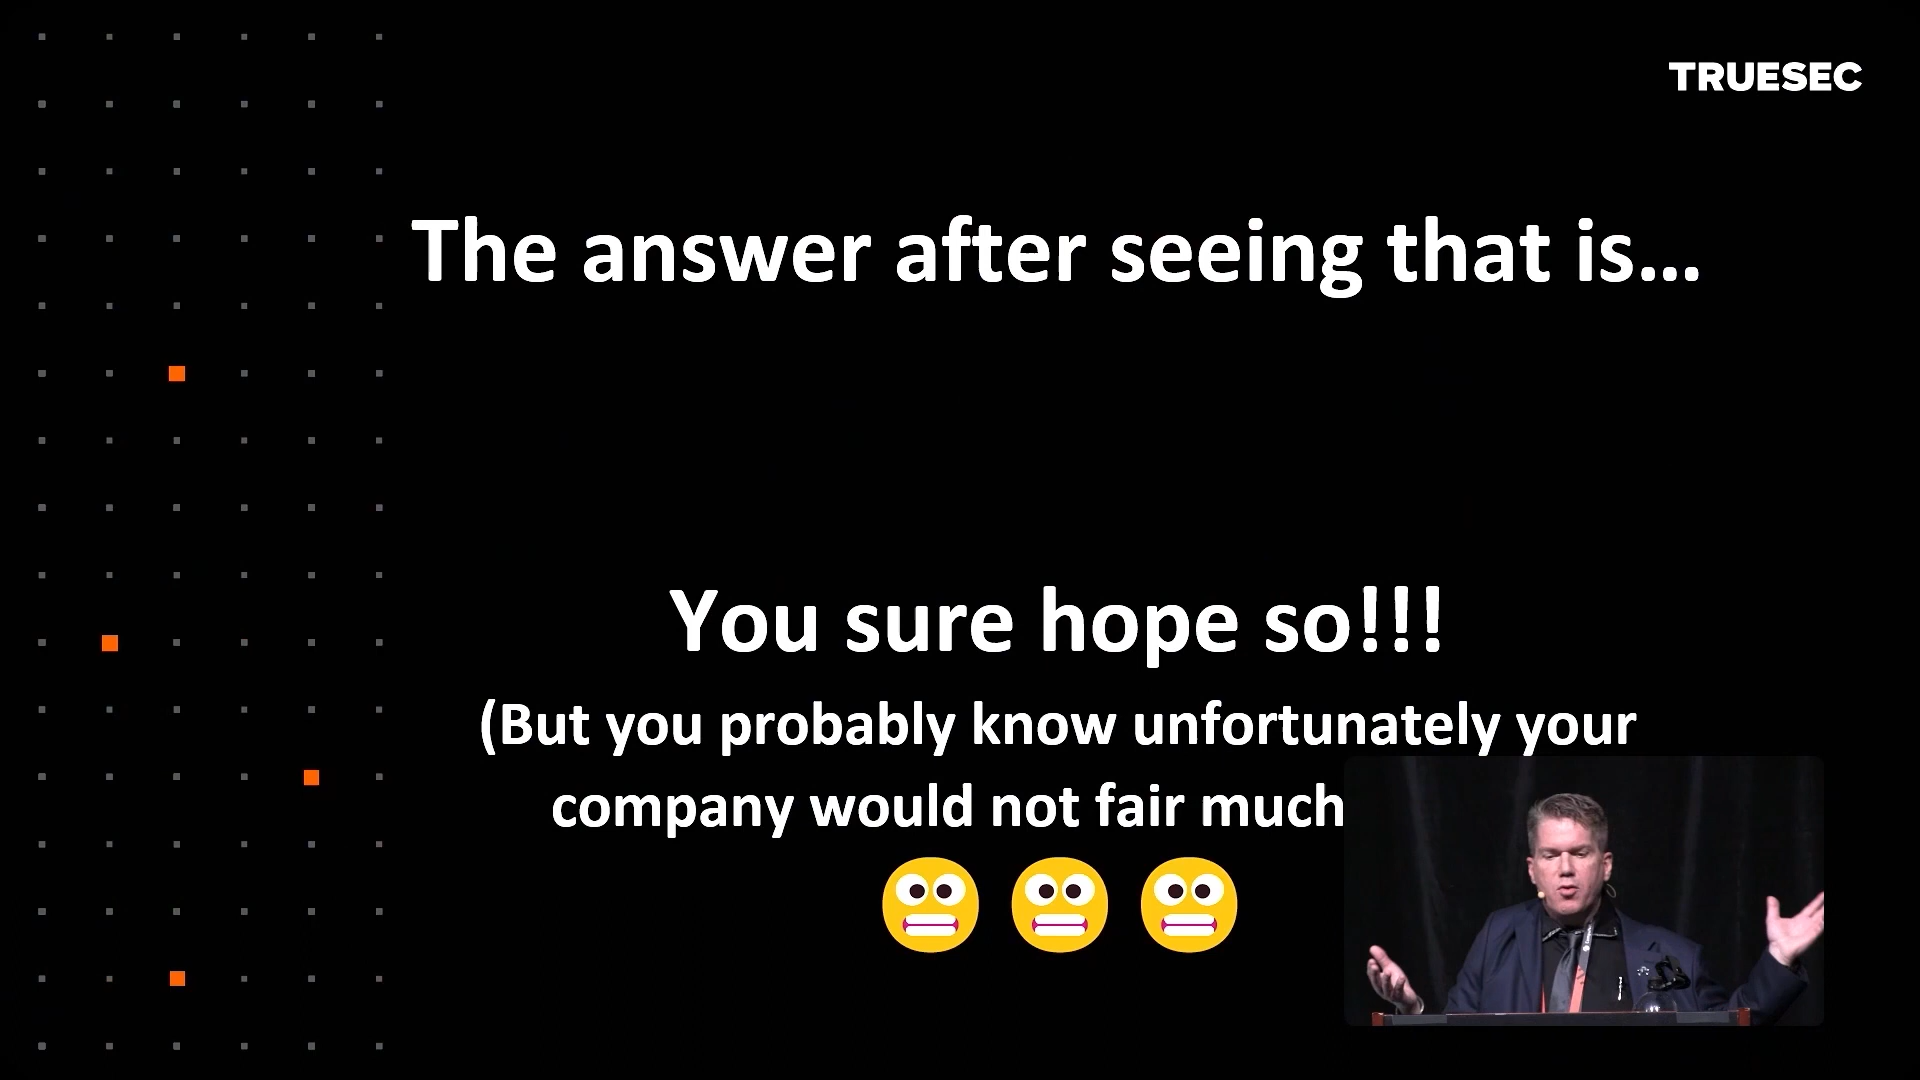 TRUESEC
The answer after seeing that is...
You sure hope so!!!
(But you probably know unfortunately your
company would not fair much